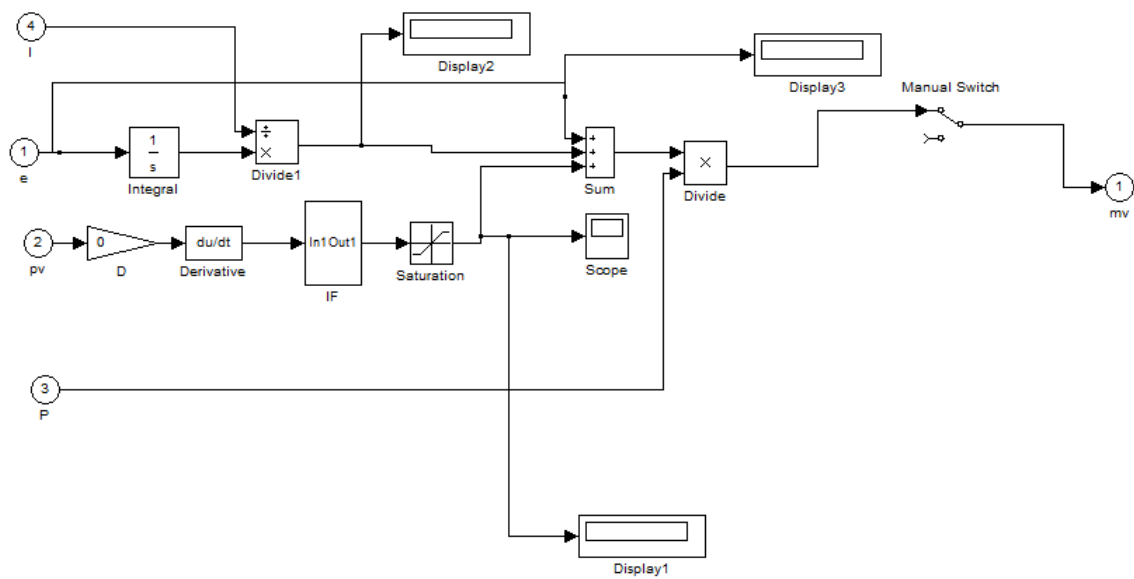 4
I
Display2
Display3
Manual Switch
1
e
1
s
Integral
÷
×
Divide1
+
+
+
Sum
×
Divide
1
mv
2
pv
0
D
du/dt
Derivative
In1Out1
IF
Saturation
Scope
3
P
Display1